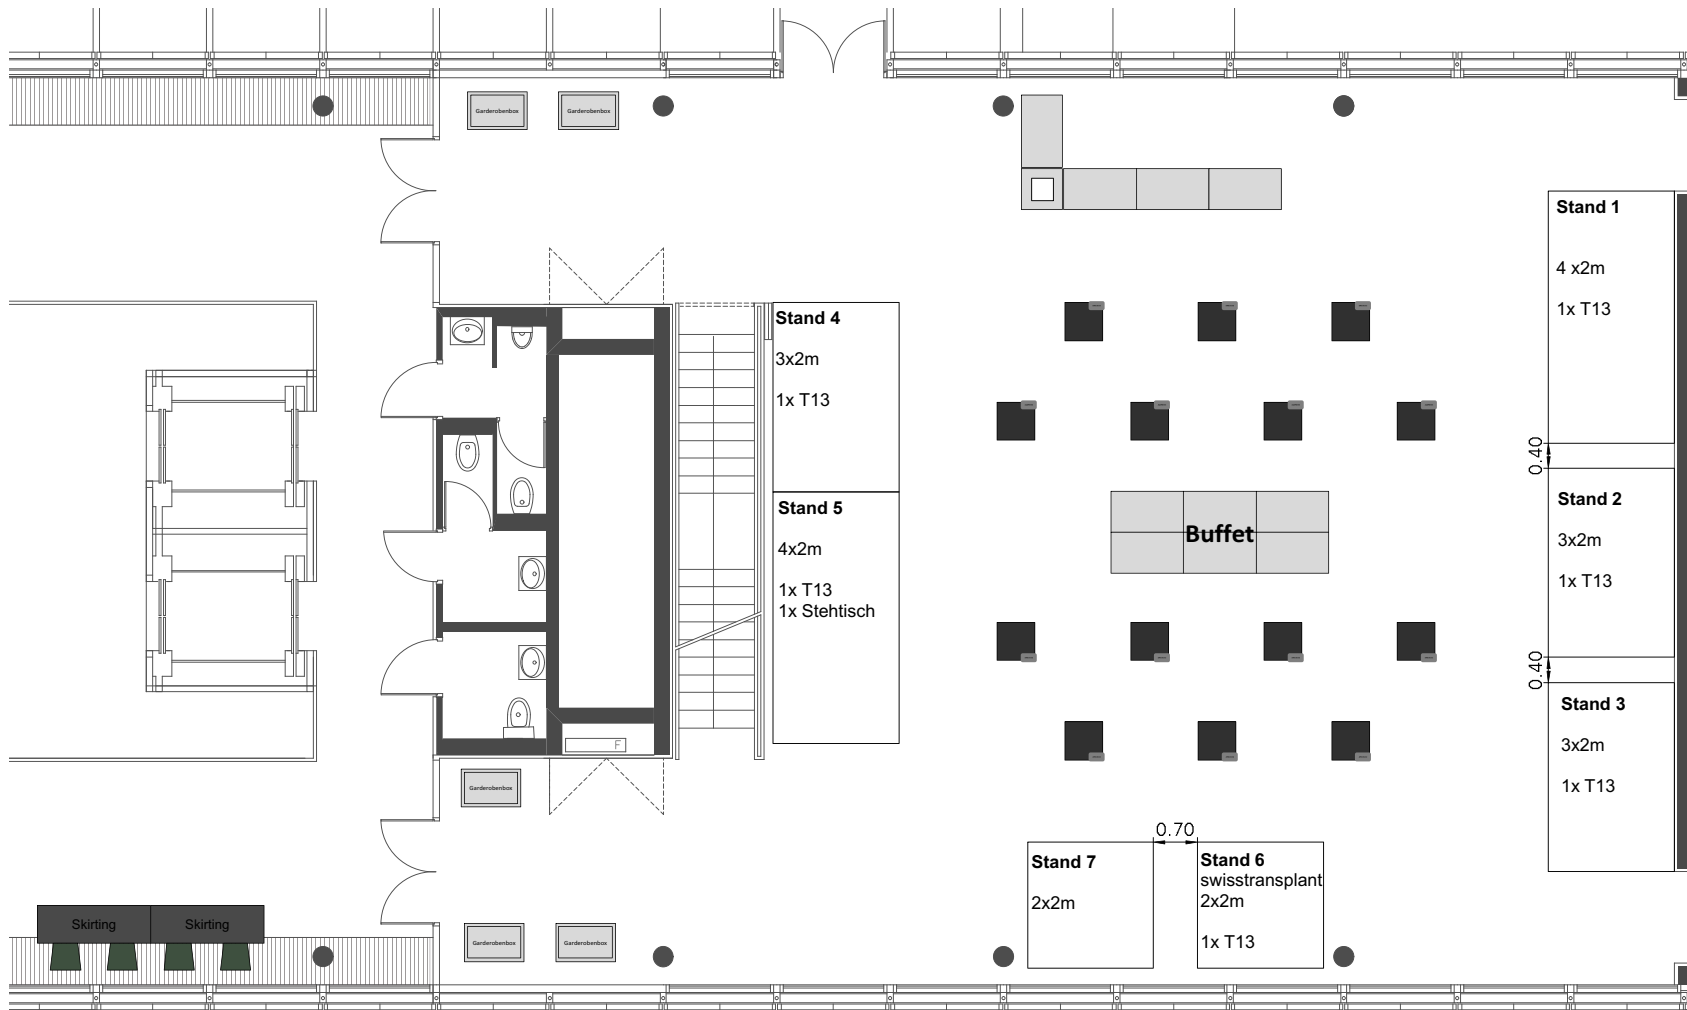 Garderobenbox
Garderobenbox
Stand 1
4 x2m
1x T13
Stand 4
3x2m
1x T13
0.40
Stand 2
3x2m
1x T13
Stand 5
4x2m
1x T13
1x Stehtisch
Buffet
0.40
Stand 3
3x2m
1x T13
F
Garderobenbox
0.70
Stand 7
2x2m
Stand 6
swisstransplant
2x2m
1x T13
Skirting
Skirting
Garderobenbox
Garderobenbox